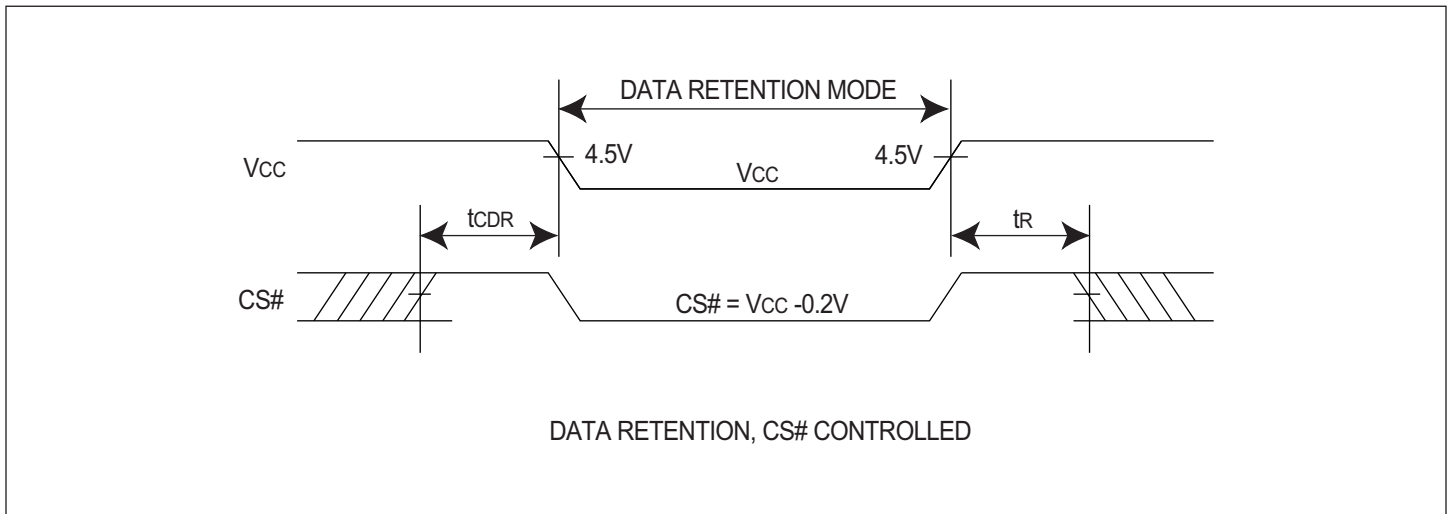 DATA RETENTION MODE
4.5V
4.5V
VCC
VCC
tCDR
tR
CS#
CS# = VCC -0.2V
DATA RETENTION, CS# CONTROLLED